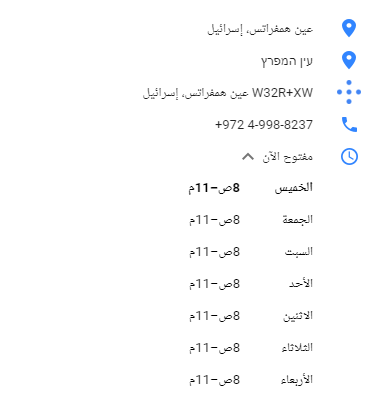 عين همفراتس، إسرائيل
עין המפרץ
W32R+XW عين همفراتس، إسرائيل
+972 4-998-8237
مفتوح الآن
الخميس 8ص–11م
الجمعة 8ص–11م
السبت 8ص–11م
الأحد 8ص–11م
الاثنين 8ص–11م
الثلاثاء 8ص–11م
الأربعاء 8ص–11م